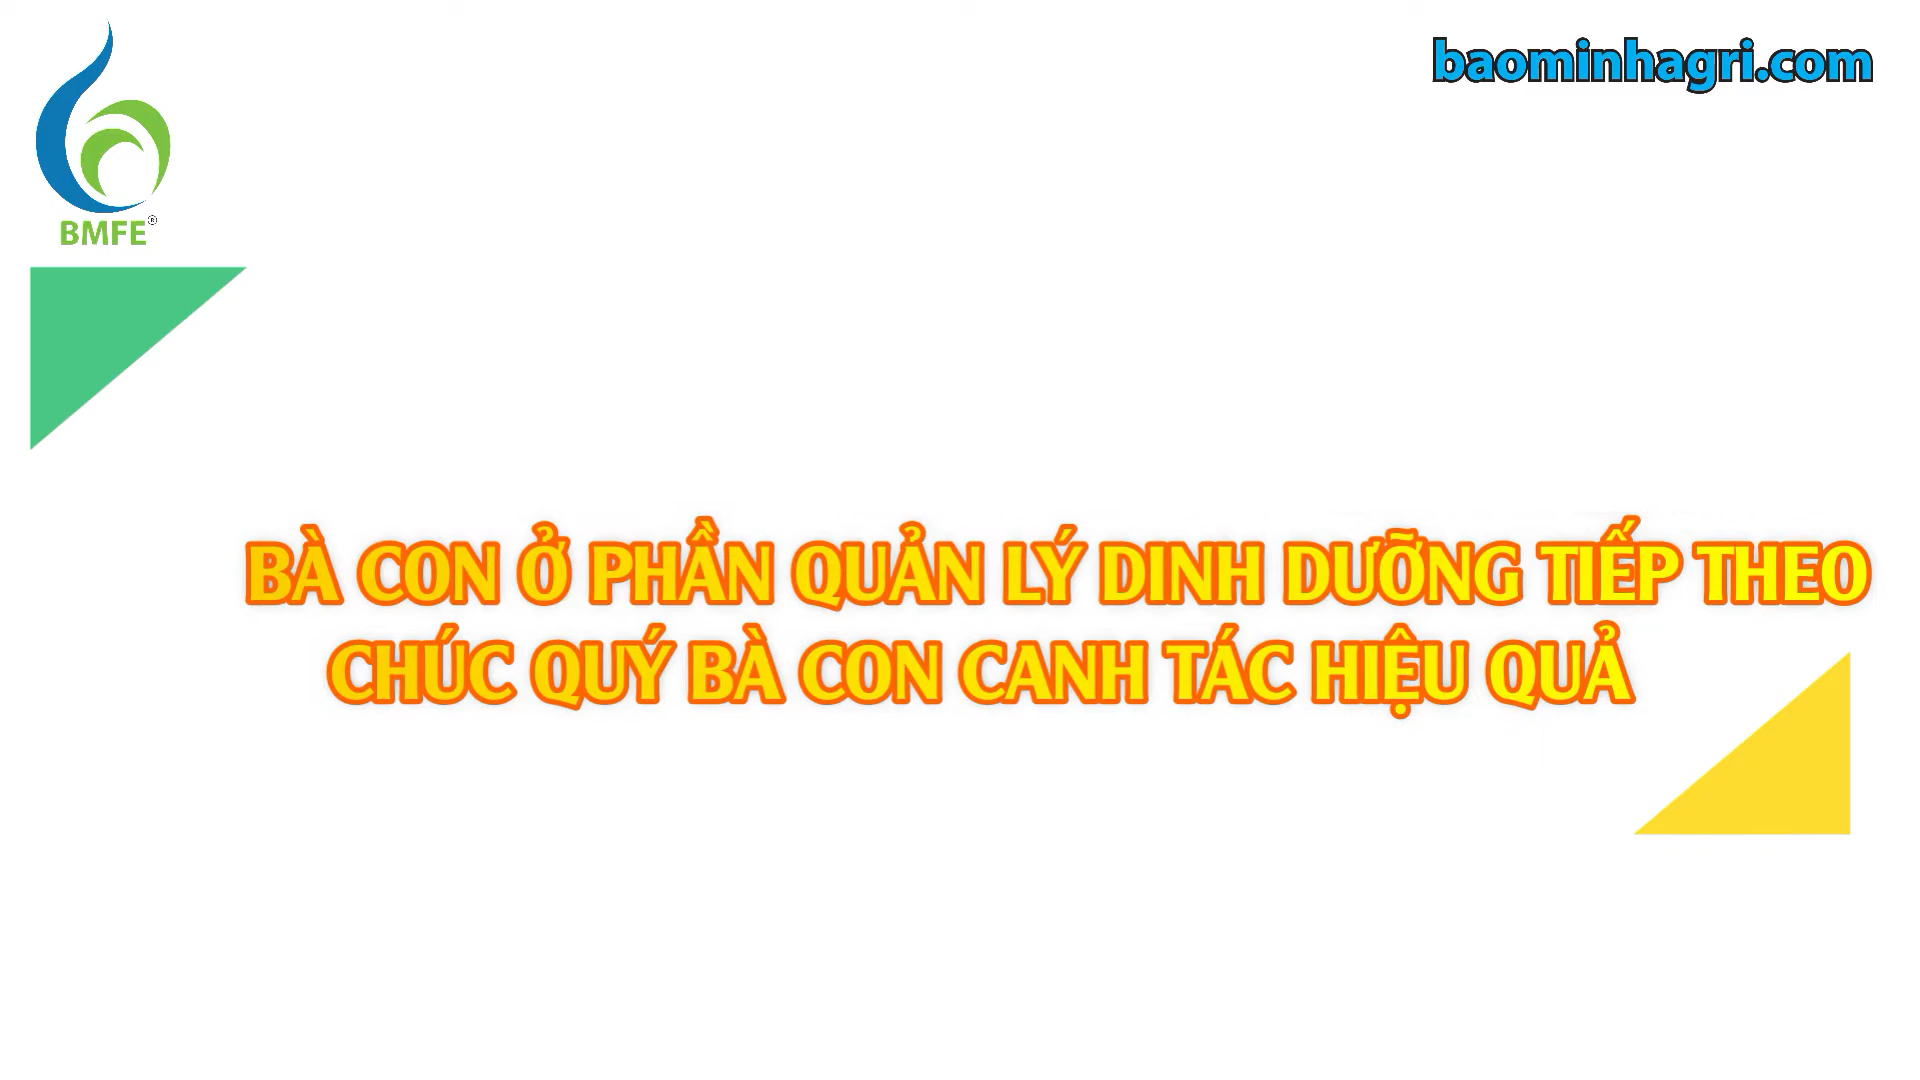 baominhagri.com
BMFE®
BÀ CON Ở PHẦN QUẢN LÝ DINH DƯỠNG TIẾP THEO
CHÚC QUÝ BÀ CON CANH TÁC HIỆU QUẢ